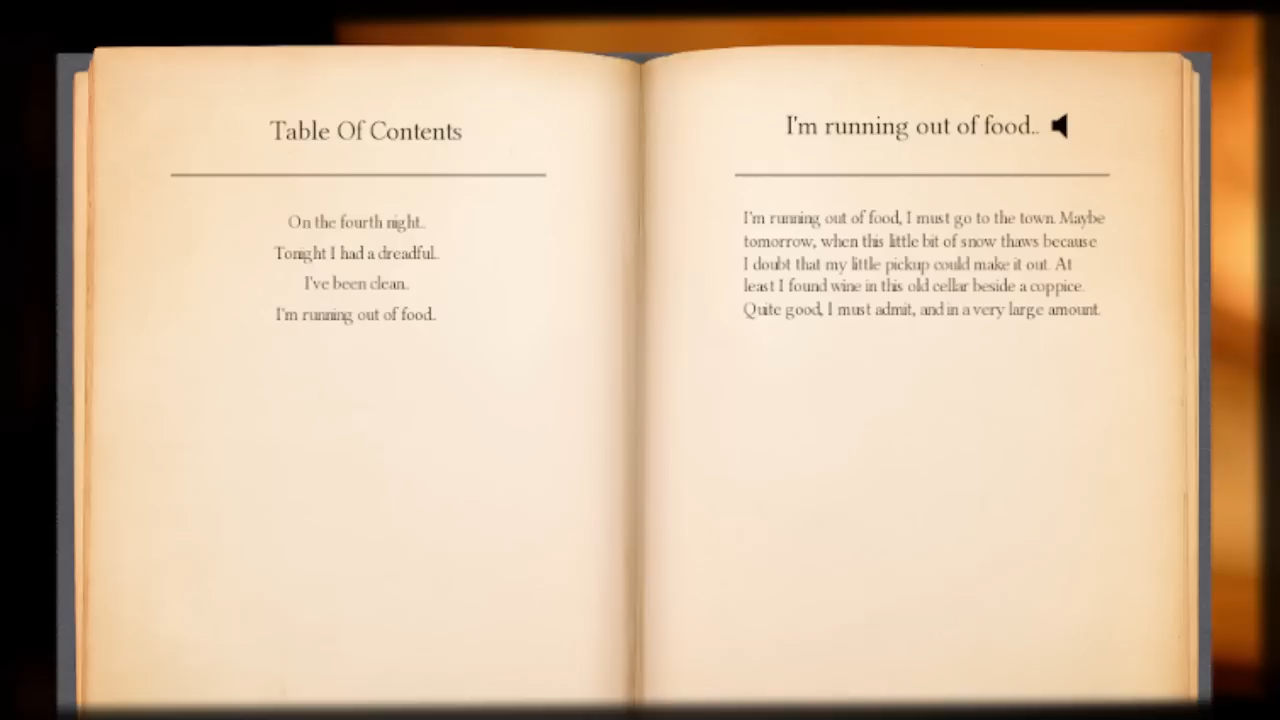 Table Of Contents
On the fourth night..
Tonight I had a dreadful..
I've been clean..
I'm running out of food..
I'm running out of food..
I'm running out of food, I must go to the town. Maybe
tomorrow, when this little bit of snow thaws because
I doubt that my little pickup could make it out. At
least I found wine in this old cellar beside a coppice.
Quite good, I must admit, and in a very large amount.